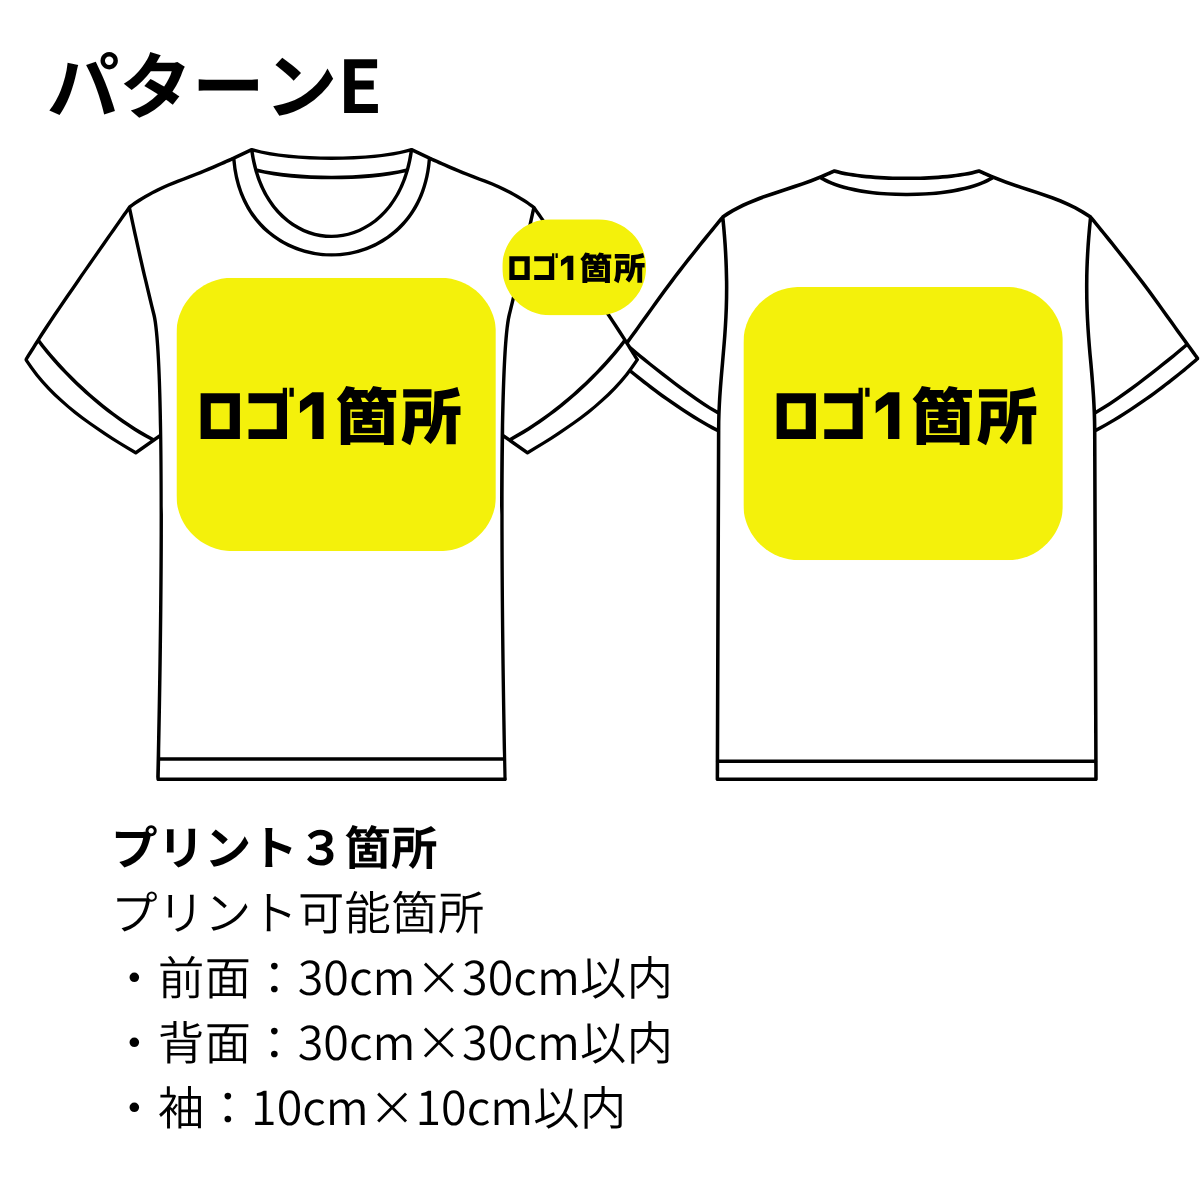 パターンE
ロゴ1箇所
ロゴ1箇所
ロゴ1箇所
プリント３箇所
プリント可能箇所
・前面：30cm×30cm以内
・背面：30cm×30cm以内
・袖：10cm×10cm以内